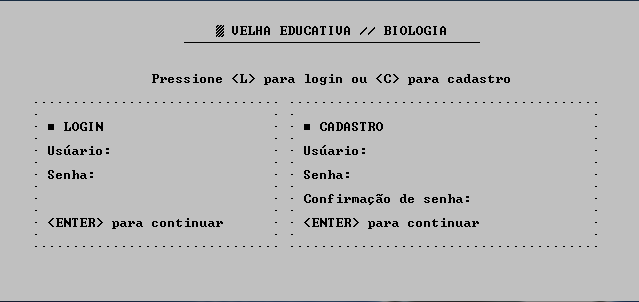 ▒ VELHA EDUCATIVA // BIOLOGIA
Pressione <L> para login ou <C> para cadastro
■ LOGIN
Usúario:
Senha:
<ENTER> para continuar
■ CADASTRO
Usúario:
Senha:
Confirmação de senha:
<ENTER> para continuar